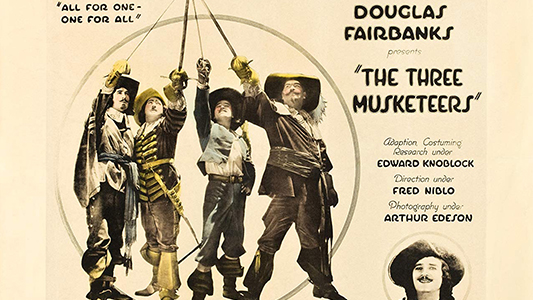 "ALL FOR ONE-
ONE FOR ALL"
DOUGLAS
FAIRBANKS
presents
"THE THREE
MUSKETEERS"
Adaption, Costuming
Research under
EDWARD KNOBLOCK
Direction under
FRED NIBLO
Photography under
ARTHUR EDESON